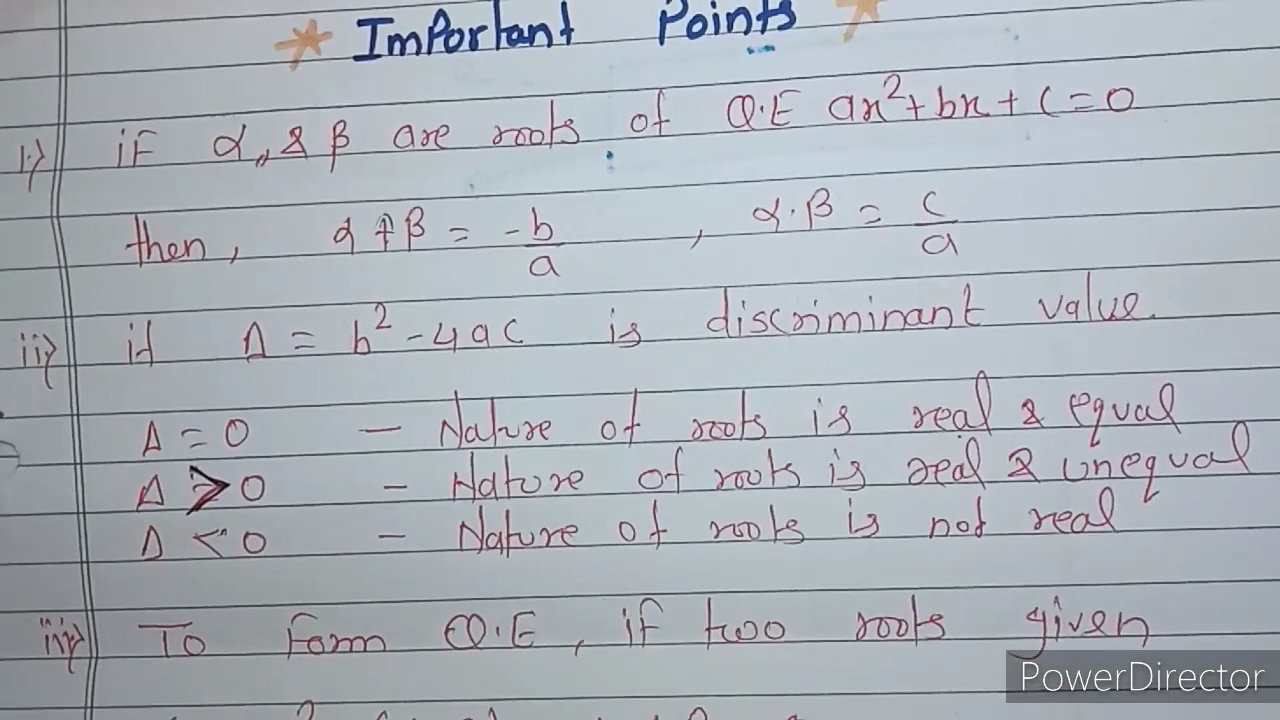 Important Points
i) if α, & β are roots of Q.E ax²+bx+c=0
then, α+β = -b/a , α.β = c/a
ii) if Δ = b²-4ac is discriminant value.
Δ = 0 - Nature of roots is real & equal
Δ > 0 - Nature of roots is real & unequal
Δ < 0 - Nature of roots is not real
iii) To Form Q.E, if two roots given
PowerDirector